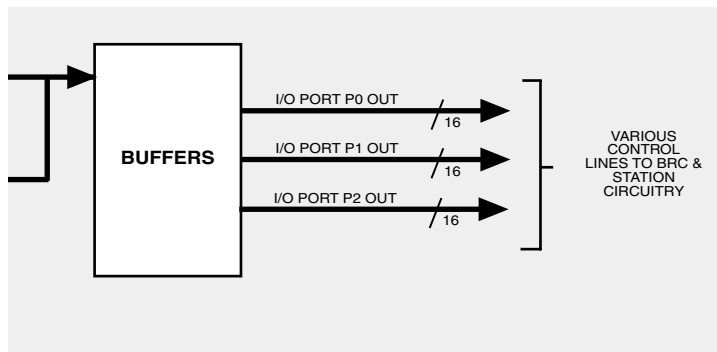 I/O PORT P0 OUT
16
I/O PORT P1 OUT
16
I/O PORT P2 OUT
16
BUFFERS
VARIOUS
CONTROL
LINES TO BRC &
STATION
CIRCUITRY